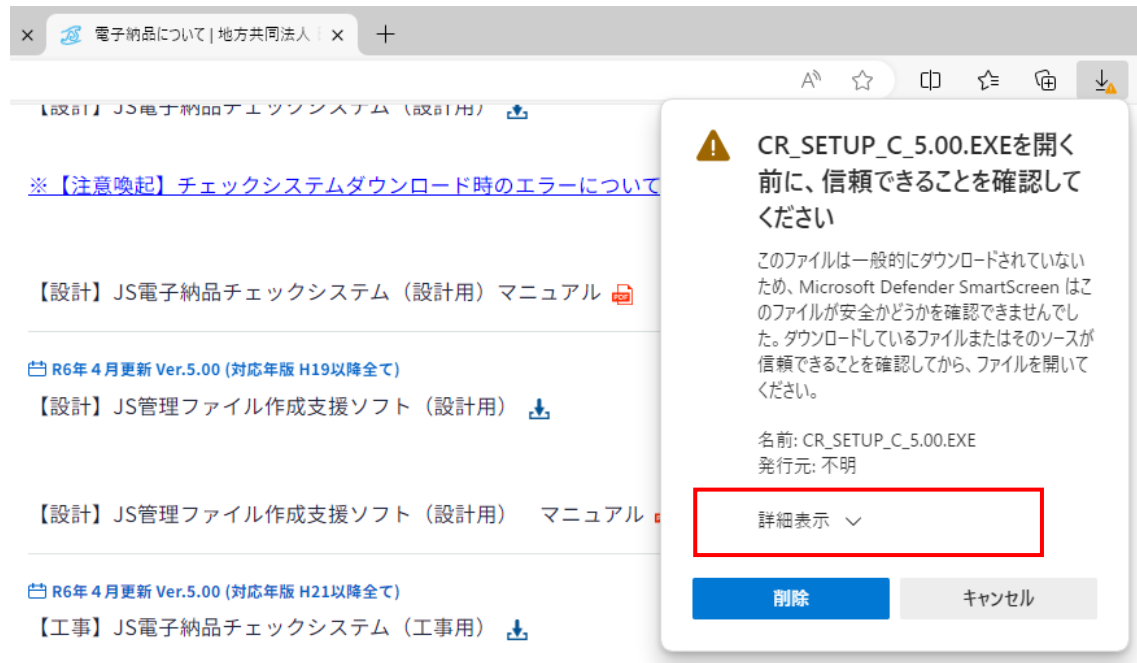 電子納品について | 地方共同法人
【設計】JS電子納品チェックシステム（設計用）
※【注意喚起】チェックシステムダウンロード時のエラーについて
【設計】JS電子納品チェックシステム（設計用）マニュアル
PDF
R6年４月更新 Ver.5.00 (対応年版 H19以降全て)
【設計】JS管理ファイル作成支援ソフト（設計用）
【設計】JS管理ファイル作成支援ソフト（設計用）　マニュアル
R6年４月更新 Ver.5.00 (対応年版 H21以降全て)
【工事】JS電子納品チェックシステム（工事用）
CR_SETUP_C_5.00.EXEを開く
前に、信頼できることを確認して
ください
このファイルは一般的にダウンロードされていない
ため、Microsoft Defender SmartScreen はこ
のファイルが安全かどうかを確認できませんでし
た。ダウンロードしているファイルまたはそのソースが
信頼できることを確認してから、ファイルを開いて
ください。
名前: CR_SETUP_C_5.00.EXE
発行元: 不明
詳細表示
削除
キャンセル